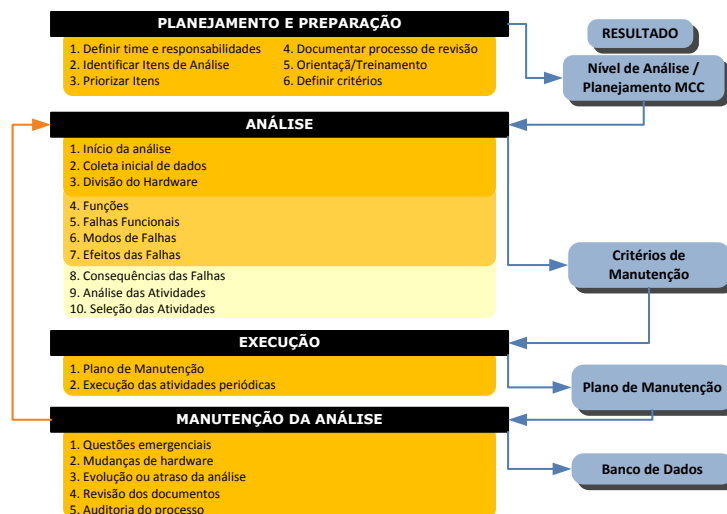 PLANEJAMENTO E PREPARAÇÃO
1. Definir time e responsabilidades
2. Identificar Itens de Análise
3. Priorizar Itens
4. Documentar processo de revisão
5. Orientaçã/Treinamento
6. Definir critérios
RESULTADO
Nível de Análise /
Planejamento MCC
ANÁLISE
1. Início da análise
2. Coleta inicial de dados
3. Divisão do Hardware
4. Funções
5. Falhas Funcionais
6. Modos de Falhas
7. Efeitos das Falhas
8. Consequências das Falhas
9. Análise das Atividades
10. Seleção das Atividades
Critérios de
Manutenção
EXECUÇÃO
1. Plano de Manutenção
2. Execução das atividades periódicas
Plano de Manutenção
MANUTENÇÃO DA ANÁLISE
1. Questões emergenciais
2. Mudanças de hardware
3. Evolução ou atraso da análise
4. Revisão dos documentos
5. Auditoria do processo
Banco de Dados